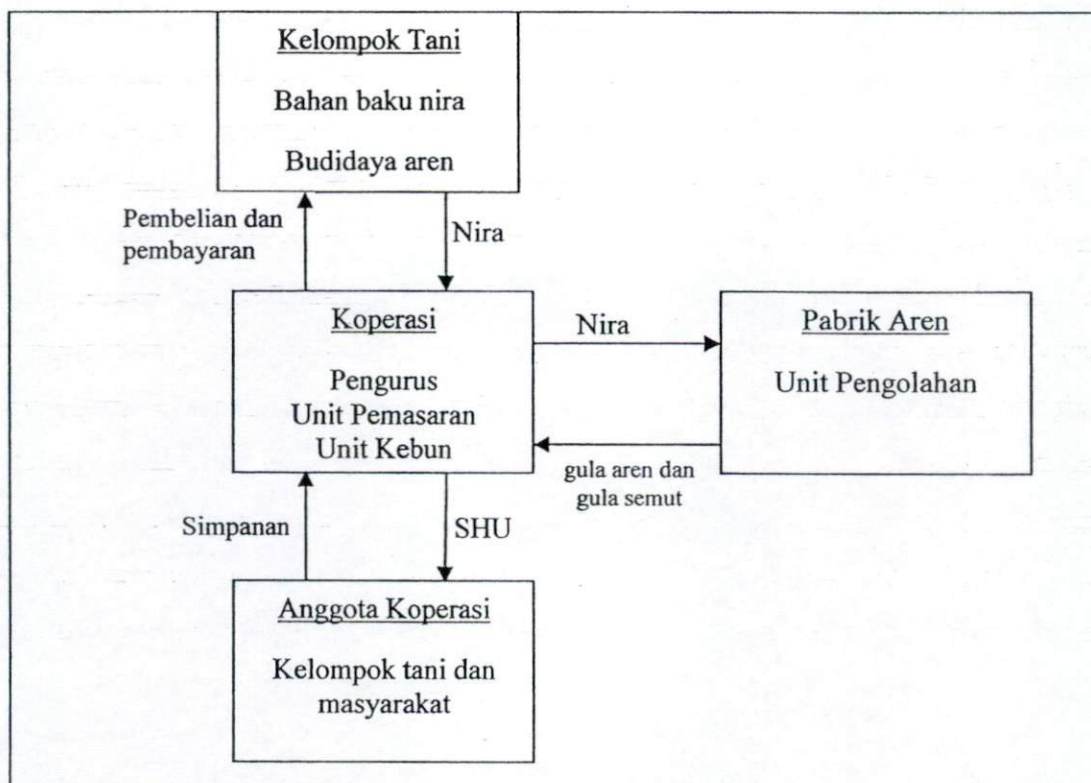 Kelompok Tani
Bahan baku nira
Budidaya aren
Pembelian dan
pembayaran
Nira
Koperasi
Pengurus
Unit Pemasaran
Unit Kebun
Nira
Pabrik Aren
Unit Pengolahan
gula aren dan
gula semut
Simpanan
SHU
Anggota Koperasi
Kelompok tani dan
masyarakat